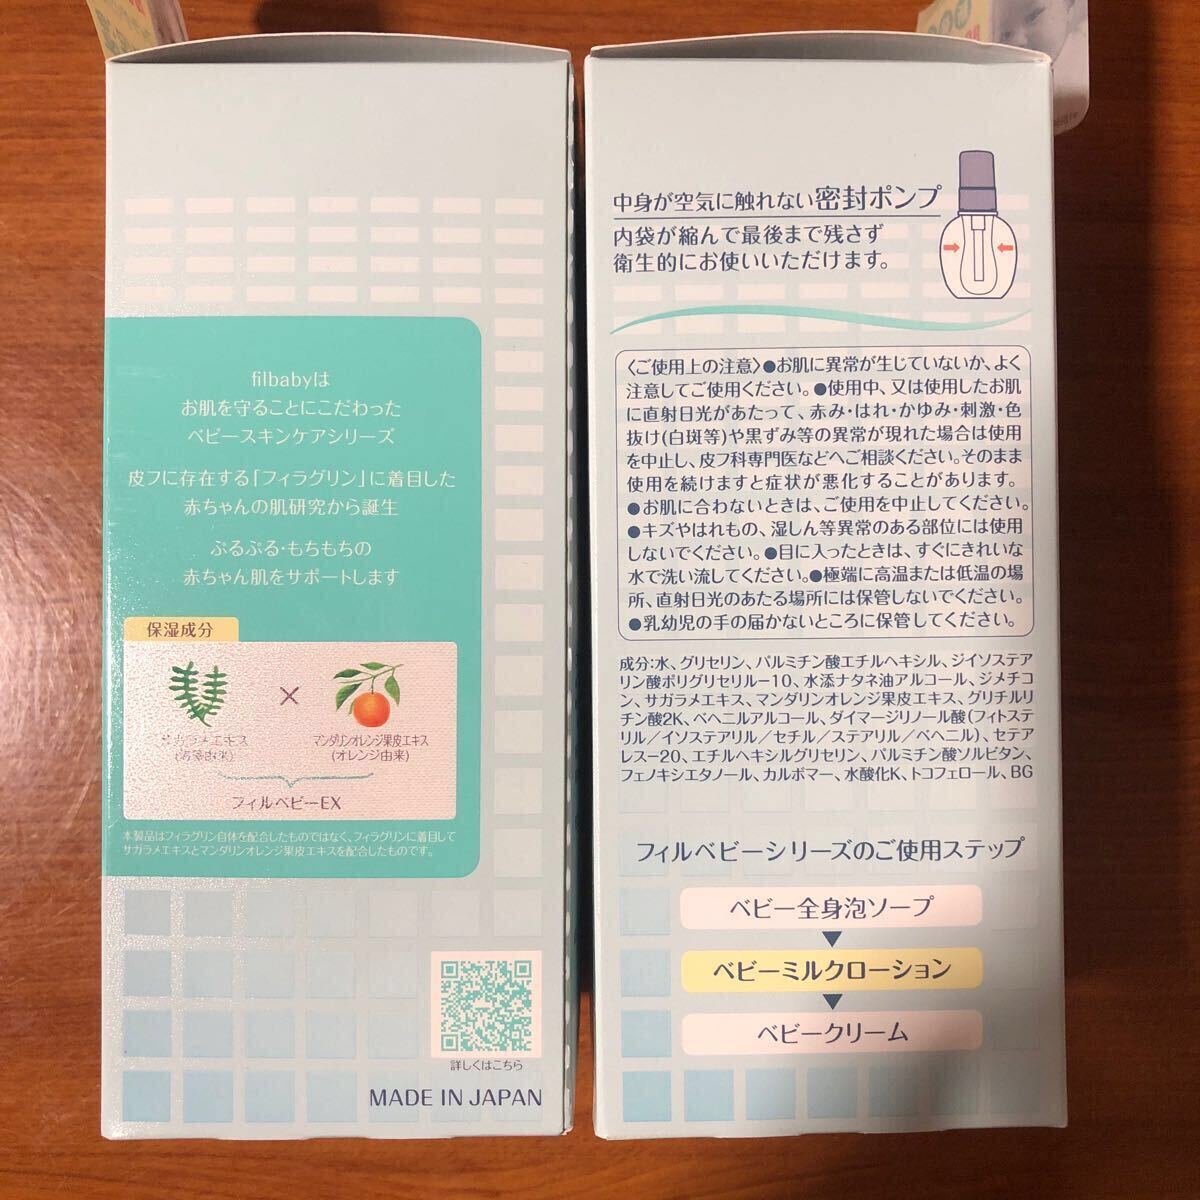 filbabyは
お肌を守ることにこだわった
ベビースキンケアシリーズ
皮フに存在する「フィラグリン」に着目した
赤ちゃんの肌研究から誕生
ぷるぷる・もちもちの
赤ちゃん肌をサポートします
保湿成分
×
サガラメエキス
(海藻由来)
マンダリンオレンジ果皮エキス
(オレンジ由来)
フィルベビーEX
本製品はフィラグリン自体を配合したものではなく、フィラグリンに着目して
サガラメエキスとマンダリンオレンジ果皮エキスを配合したものです。
詳しくはこちら
MADE IN JAPAN
中身が空気に触れない密封ポンプ
内袋が縮んで最後まで残さず
衛生的にお使いいただけます。
〈ご使用上の注意〉●お肌に異常が生じていないか、よく
注意してご使用ください。●使用中、又は使用したお肌
に直射日光があたって、赤み・はれ・かゆみ・刺激・色
抜け(白斑等)や黒ずみ等の異常が現れた場合は使用
を中止し、皮フ科専門医などへご相談ください。そのまま
使用を続けますと症状が悪化することがあります。
●お肌に合わないときは、ご使用を中止してください。
●キズやはれもの、湿しん等異常のある部位には使用
しないでください。●目に入ったときは、すぐにきれいな
水で洗い流してください。●極端に高温または低温の場
所、直射日光のあたる場所には保管しないでください。
●乳幼児の手の届かないところに保管してください。
成分:水、グリセリン、パルミチン酸エチルヘキシル、ジイソステア
リン酸ポリグリセリル－10、水添ナタネ油アルコール、ジメチコ
ン、サガラメエキス、マンダリンオレンジ果皮エキス、グリチルリ
チン酸2K、ベヘニルアルコール、ダイマージリノール酸(フィトステ
リル/イソステアリル/セチル/ステアリル/ベヘニル)、セテア
レス－20、エチルヘキシルグリセリン、パルミチン酸ソルビタン、
フェノキシエタノール、カルボマー、水酸化K、トコフェロール、BG
フィルベビーシリーズのご使用ステップ
ベビー全身泡ソープ
▼
ベビーミルクローション
▼
ベビークリーム